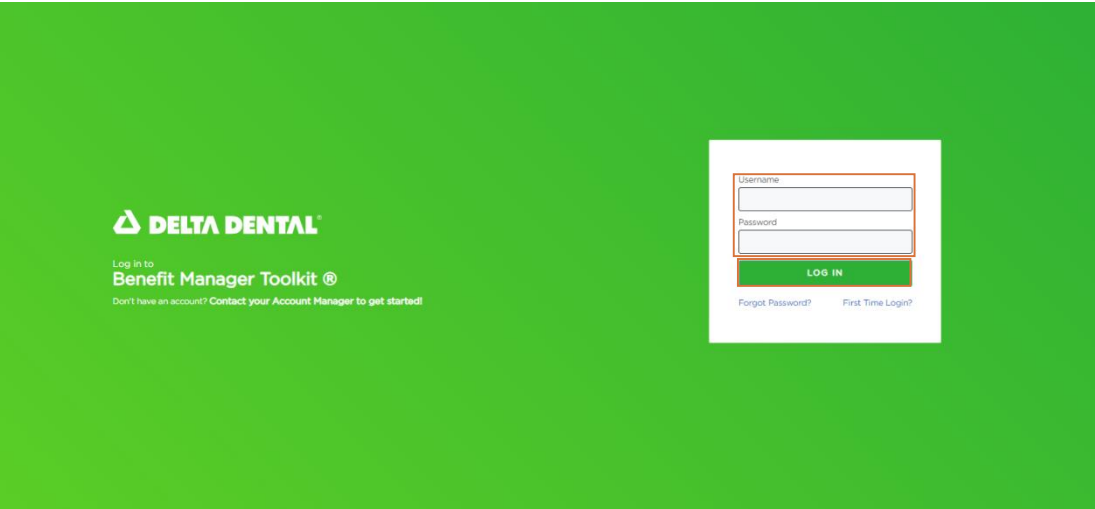 DELTA DENTAL®
Log in to
Benefit Manager Toolkit ®
Don't have an account? Contact your Account Manager to get started!
Username
Password
LOG IN
Forgot Password? First Time Login?